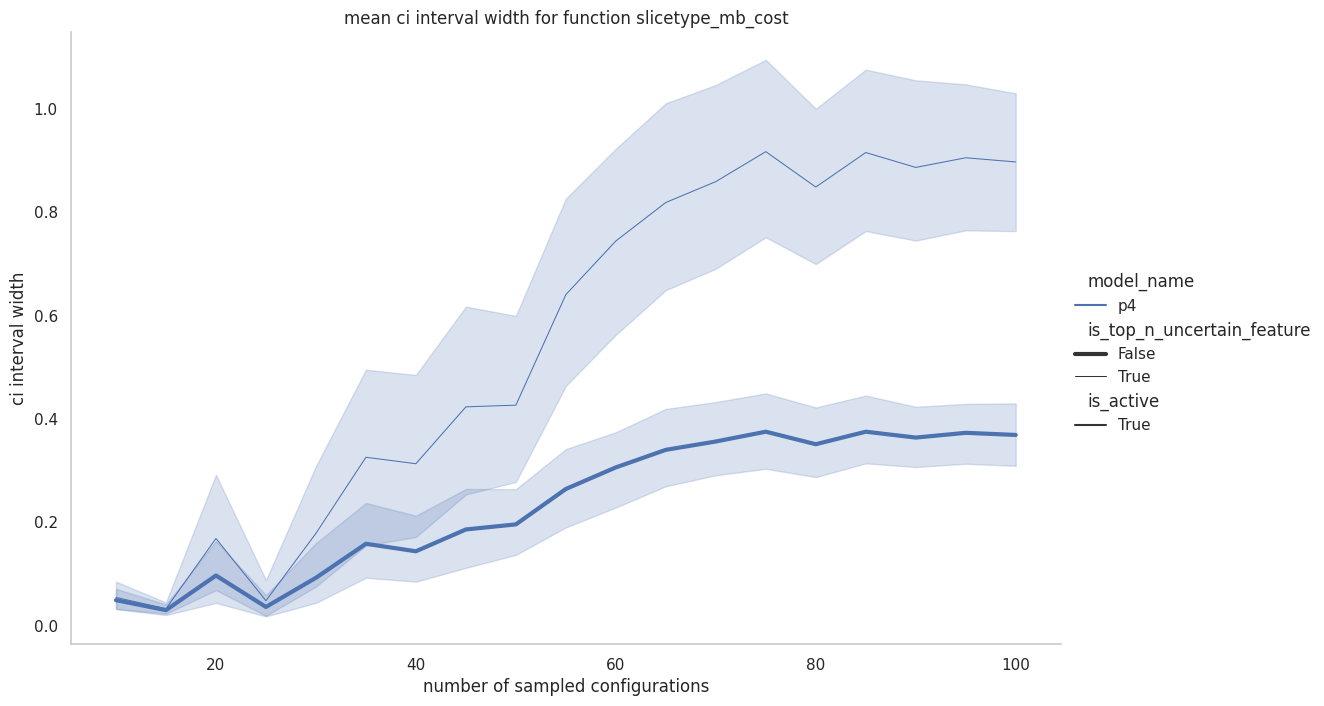 mean ci interval width for function slicetype_mb_cost
ci interval width
1.0
0.8
0.6
0.4
0.2
0.0
20 40 60 80 100
number of sampled configurations
model_name
p4
is_top_n_uncertain_feature
False
True
is_active
True